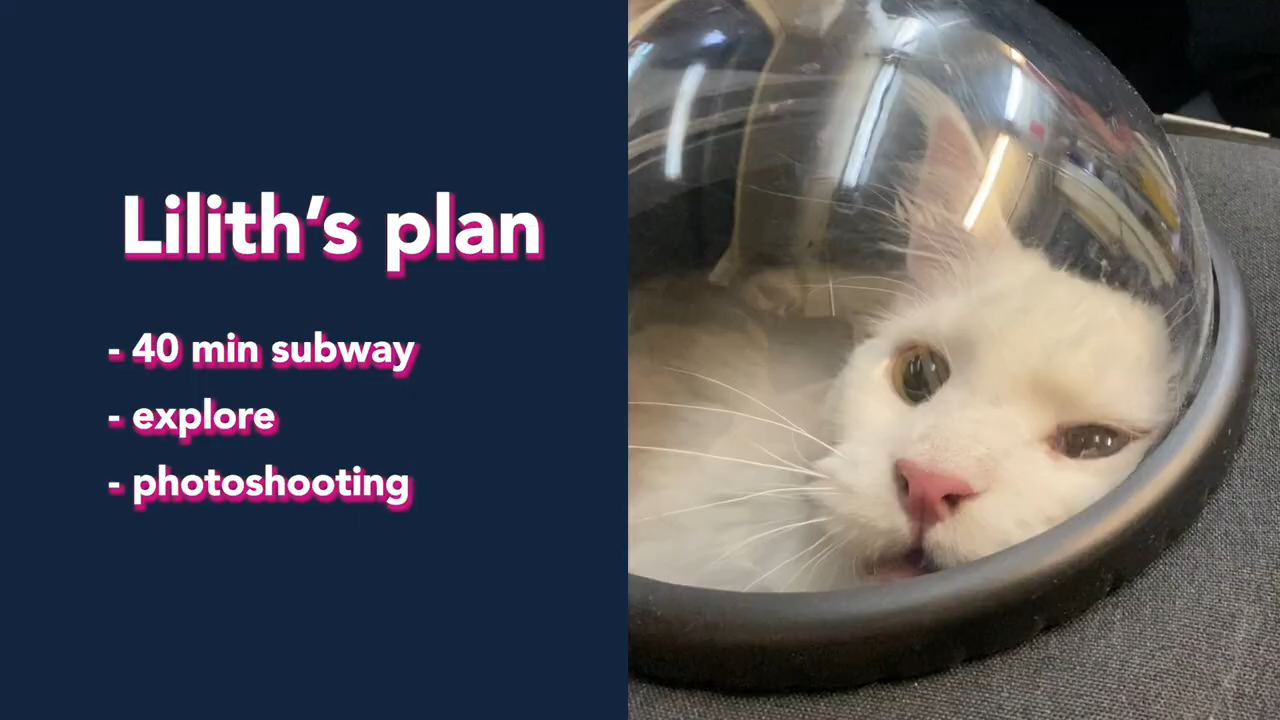 Lilith’s plan
- 40 min subway
- explore
- photoshooting